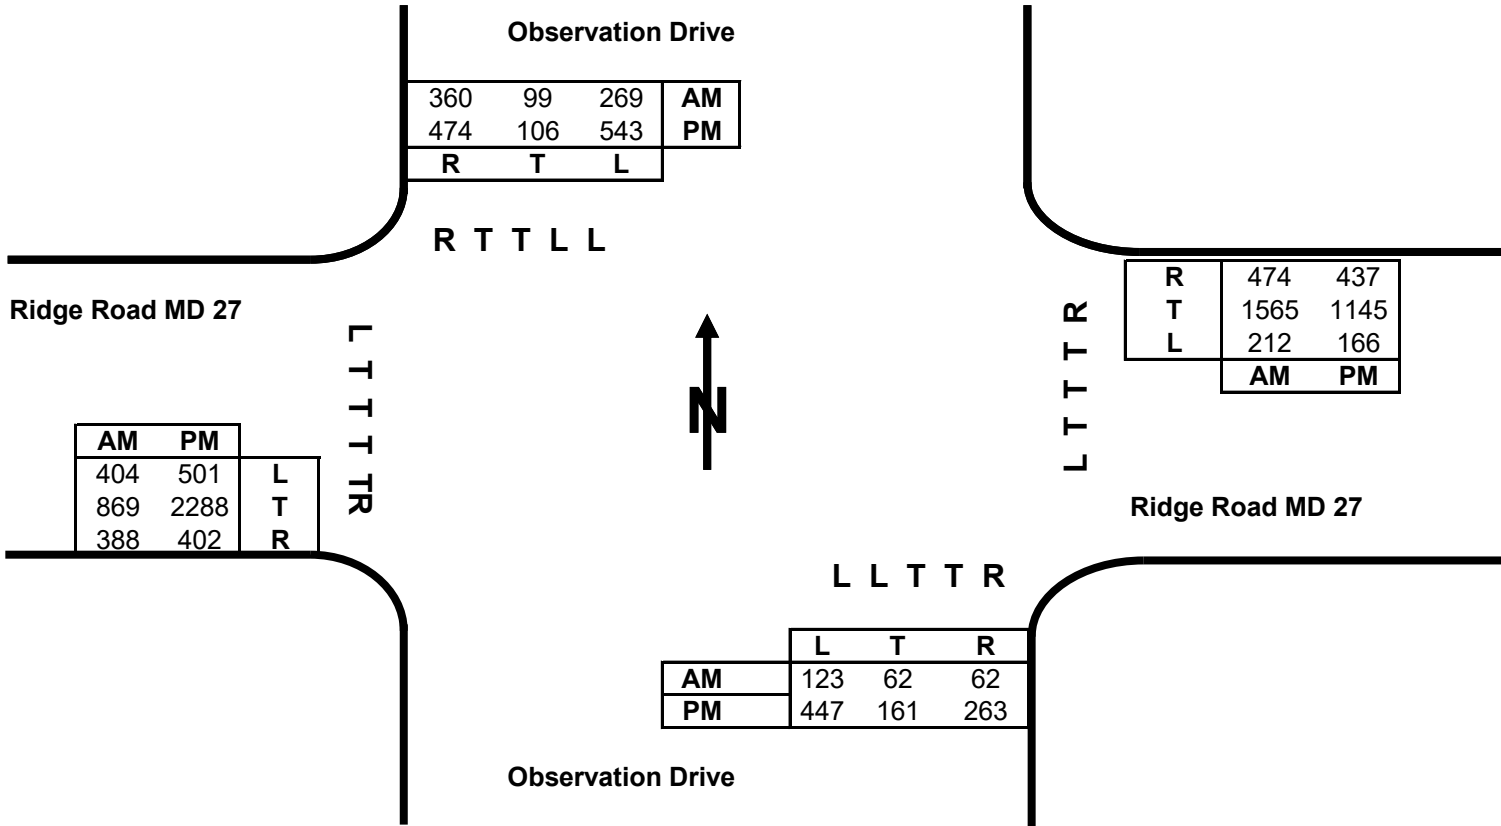 Observation Drive
360 99 269 AM
474 106 543 PM
R T L
R T T L L
Ridge Road MD 27
L T T T TR
AM PM
404 501 L
869 2288 T
388 402 R
N
L T T T R
R 474 437
T 1565 1145
L 212 166
AM PM
Ridge Road MD 27
L L T T R
L T R
AM 123 62 62
PM 447 161 263
Observation Drive